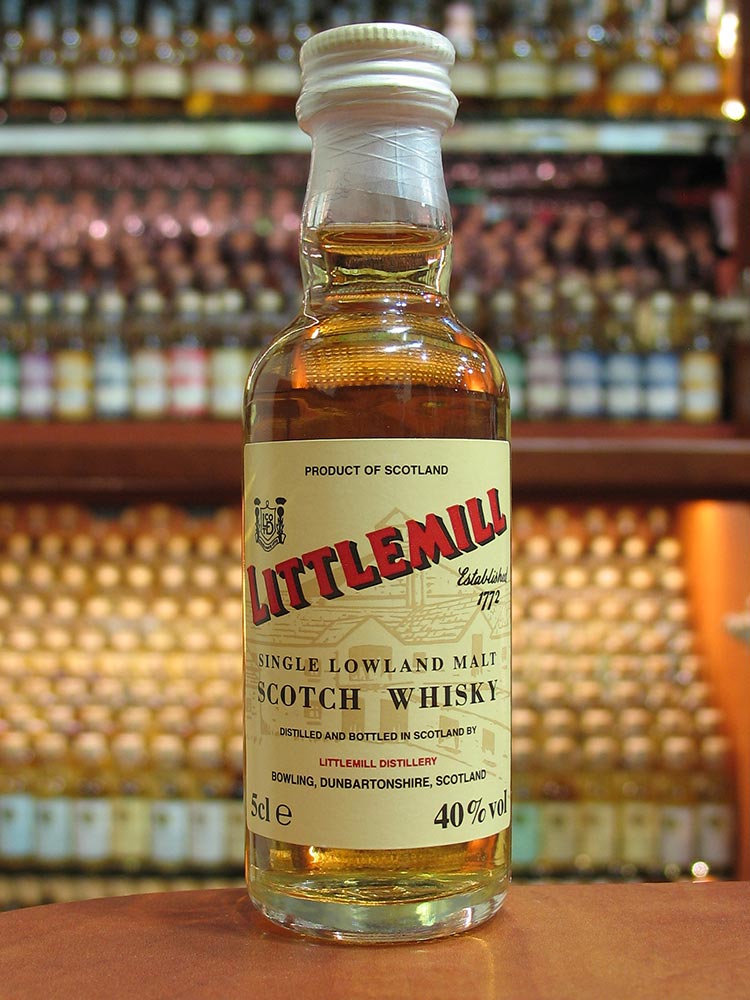 PRODUCT OF SCOTLAND
LITTLEMILL
Established
1772
SINGLE LOWLAND MALT
SCOTCH WHISKY
DISTILLED AND BOTTLED IN SCOTLAND BY
LITTLEMILL DISTILLERY
BOWLING, DUNBARTONSHIRE, SCOTLAND
5cl ℮ 40% vol